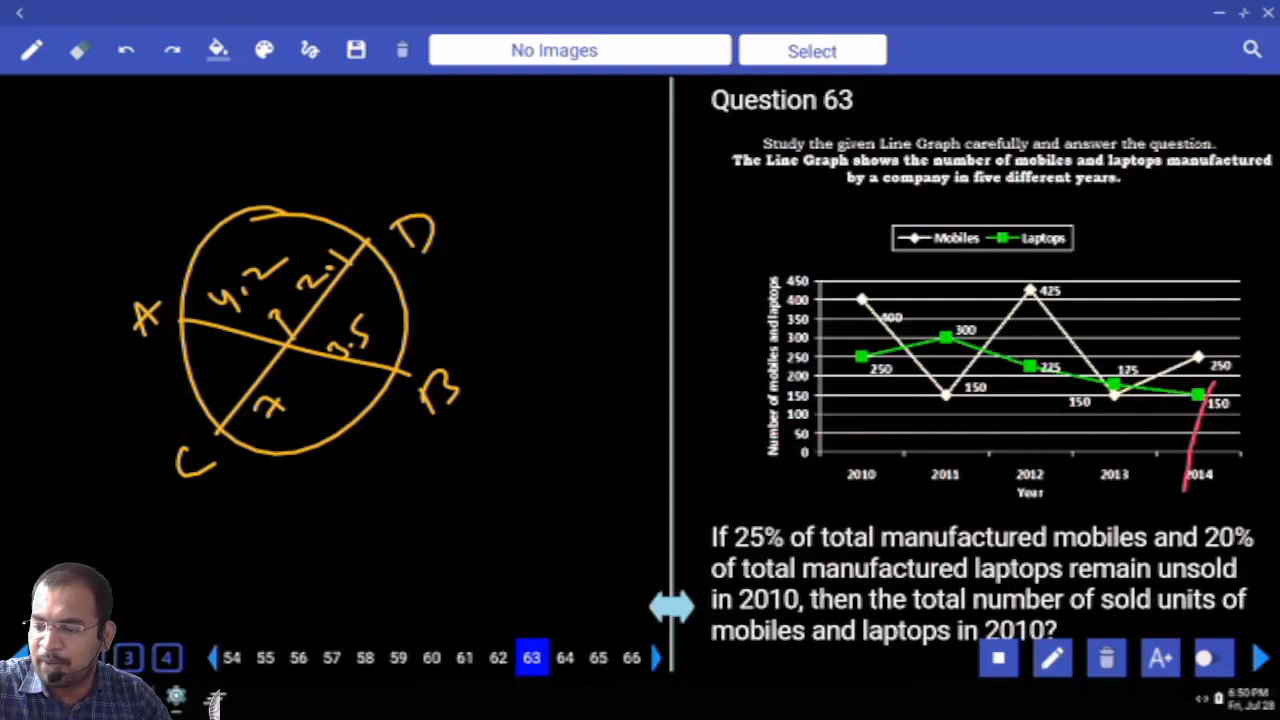 No Images
Select
Question 63
Study the given Line Graph carefully and answer the question.
The Line Graph shows the number of mobiles and laptops manufactured
by a company in five different years.
Mobiles Laptops
Number of mobiles and laptops
450
400
350
300
250
200
150
100
50
0
400
250
300
150
425
225
175
150
250
150
2010 2011 2012 2013 2014
Year
If 25% of total manufactured mobiles and 20%
of total manufactured laptops remain unsold
in 2010, then the total number of sold units of
mobiles and laptops in 2010?
A
D
4.2
2.1
3.5
B
C
3 4
54 55 56 57 58 59 60 61 62 63 64 65 66
A+
6:50 PM
Fri, Jul 28